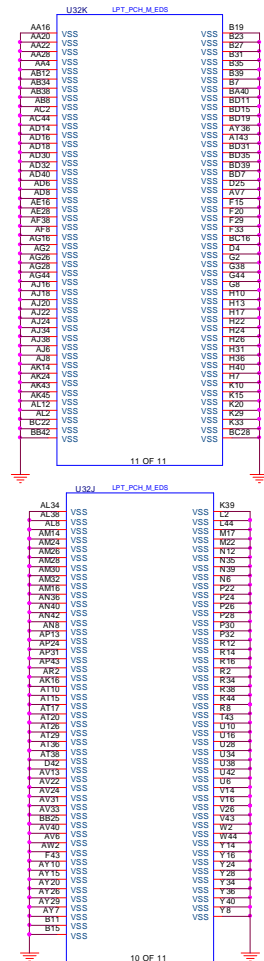 U32K LPT_PCH_M_EDS
AA16 VSS VSS B19
AA20 VSS VSS B23
AA22 VSS VSS B27
AA28 VSS VSS B31
AA4 VSS VSS B35
AB12 VSS VSS B39
AB34 VSS VSS B7
AB38 VSS VSS BA40
AB8 VSS VSS BD11
AC2 VSS VSS BD15
AC44 VSS VSS BD19
AD14 VSS VSS AY36
AD16 VSS VSS AT43
AD18 VSS VSS BD31
AD30 VSS VSS BD35
AD32 VSS VSS BD39
AD40 VSS VSS BD7
AD6 VSS VSS D25
AD8 VSS VSS AV7
AE16 VSS VSS F15
AE28 VSS VSS F20
AF38 VSS VSS F29
AF8 VSS VSS F33
AG16 VSS VSS BC16
AG2 VSS VSS D4
AG26 VSS VSS G2
AG28 VSS VSS G38
AG44 VSS VSS G44
AJ16 VSS VSS G8
AJ18 VSS VSS H10
AJ20 VSS VSS H13
AJ22 VSS VSS H17
AJ24 VSS VSS H22
AJ34 VSS VSS H24
AJ38 VSS VSS H26
AJ6 VSS VSS H31
AJ8 VSS VSS H36
AK14 VSS VSS H40
AK24 VSS VSS H7
AK43 VSS VSS K10
AK45 VSS VSS K15
AL12 VSS VSS K20
AL2 VSS VSS K29
BC22 VSS VSS K33
BB42 VSS VSS BC28
11 OF 11
U32J LPT_PCH_M_EDS
AL34 VSS VSS K39
AL38 VSS VSS L2
AL8 VSS VSS L44
AM14 VSS VSS M17
AM24 VSS VSS M22
AM26 VSS VSS N12
AM28 VSS VSS N35
AM30 VSS VSS N39
AM32 VSS VSS N6
AM16 VSS VSS P22
AN36 VSS VSS P24
AN40 VSS VSS P26
AN42 VSS VSS P28
AN8 VSS VSS P30
AP13 VSS VSS P32
AP24 VSS VSS R12
AP31 VSS VSS R14
AP43 VSS VSS R16
AR2 VSS VSS R2
AK16 VSS VSS R34
AT10 VSS VSS R38
AT15 VSS VSS R44
AT17 VSS VSS R8
AT20 VSS VSS T43
AT26 VSS VSS U10
AT29 VSS VSS U16
AT36 VSS VSS U28
AT38 VSS VSS U34
D42 VSS VSS U38
AV13 VSS VSS U42
AV22 VSS VSS U6
AV24 VSS VSS V14
AV31 VSS VSS V16
AV33 VSS VSS V26
BB25 VSS VSS V43
AV40 VSS VSS W2
AV6 VSS VSS W44
AW2 VSS VSS Y14
F43 VSS VSS Y16
AY10 VSS VSS Y24
AY15 VSS VSS Y28
AY20 VSS VSS Y34
AY26 VSS VSS Y36
AY29 VSS VSS Y40
AY7 VSS VSS Y8
B11 VSS
B15 VSS
10 OF 11